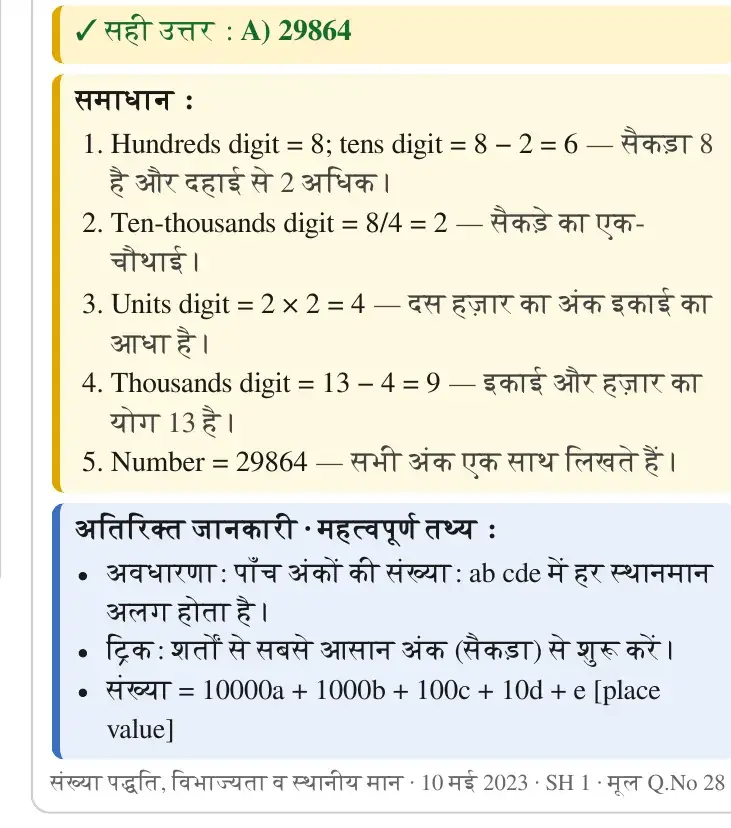 ✓ सही उत्तर : A) 29864
समाधान :
1. Hundreds digit = 8; tens digit = 8 − 2 = 6 — सैकड़ा 8
है और दहाई से 2 अधिक।
2. Ten-thousands digit = 8/4 = 2 — सैकड़े का एक-
चौथाई।
3. Units digit = 2 × 2 = 4 — दस हज़ार का अंक इकाई का
आधा है।
4. Thousands digit = 13 − 4 = 9 — इकाई और हज़ार का
योग 13 है।
5. Number = 29864 — सभी अंक एक साथ लिखते हैं।
अतिरिक्त जानकारी · महत्वपूर्ण तथ्य :
• अवधारणा : पाँच अंकों की संख्या : ab cde में हर स्थानमान
अलग होता है।
• ट्रिक : शर्तों से सबसे आसान अंक (सैकड़ा) से शुरू करें।
• संख्या = 10000a + 1000b + 100c + 10d + e [place
value]
संख्या पद्धति, विभाज्यता व स्थानीय मान · 10 मई 2023 · SH 1 · मूल Q.No 28